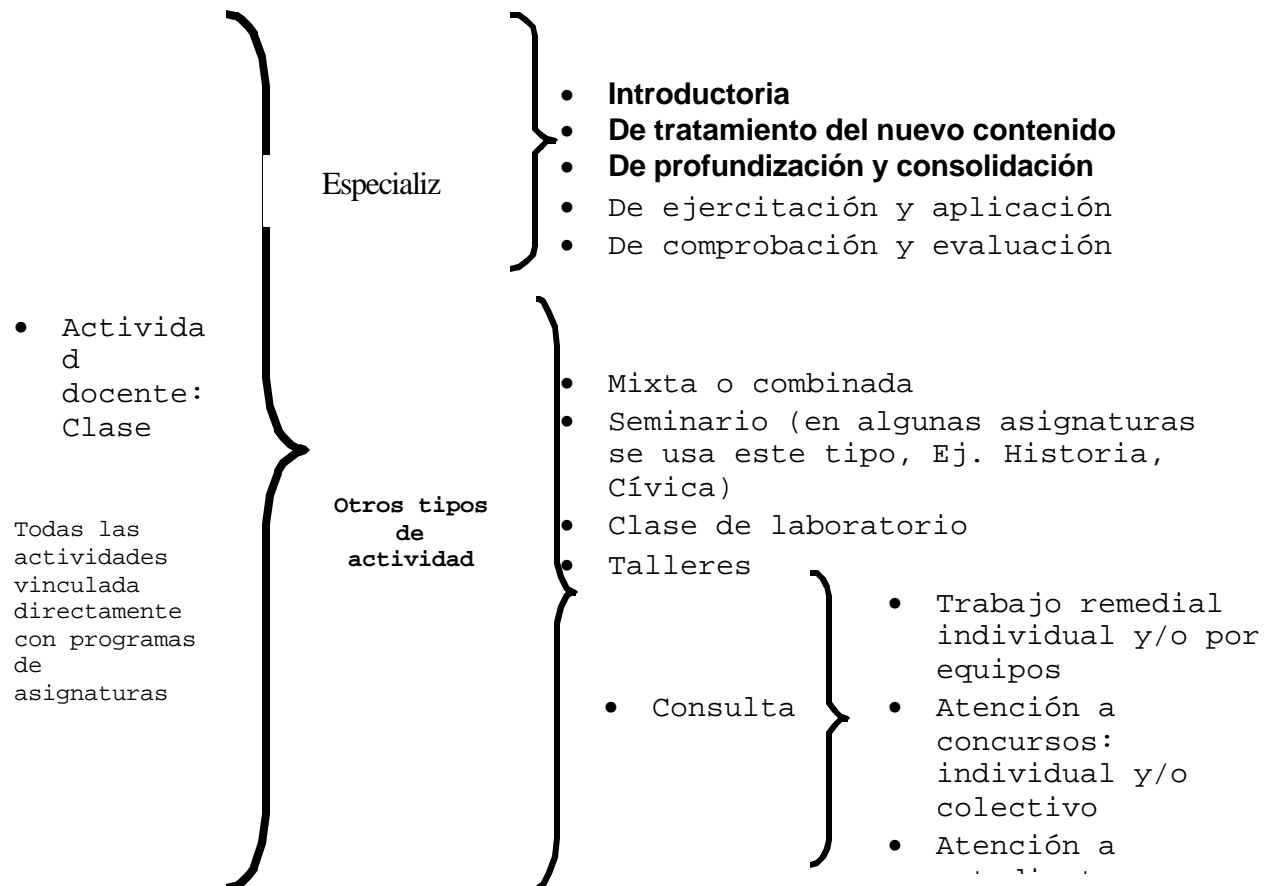 • Activida
d
docente:
Clase
Todas las
actividades
vinculada
directamente
con programas
de
asignaturas
Especializ
• Introductoria
• De tratamiento del nuevo contenido
• De profundización y consolidación
• De ejercitación y aplicación
• De comprobación y evaluación
Otros tipos
de
actividad
• Mixta o combinada
• Seminario (en algunas asignaturas
se usa este tipo, Ej. Historia,
Cívica)
• Clase de laboratorio
• Talleres
• Consulta
• Trabajo remedial
individual y/o por
equipos
• Atención a
concursos:
individual y/o
colectivo
• Atención a